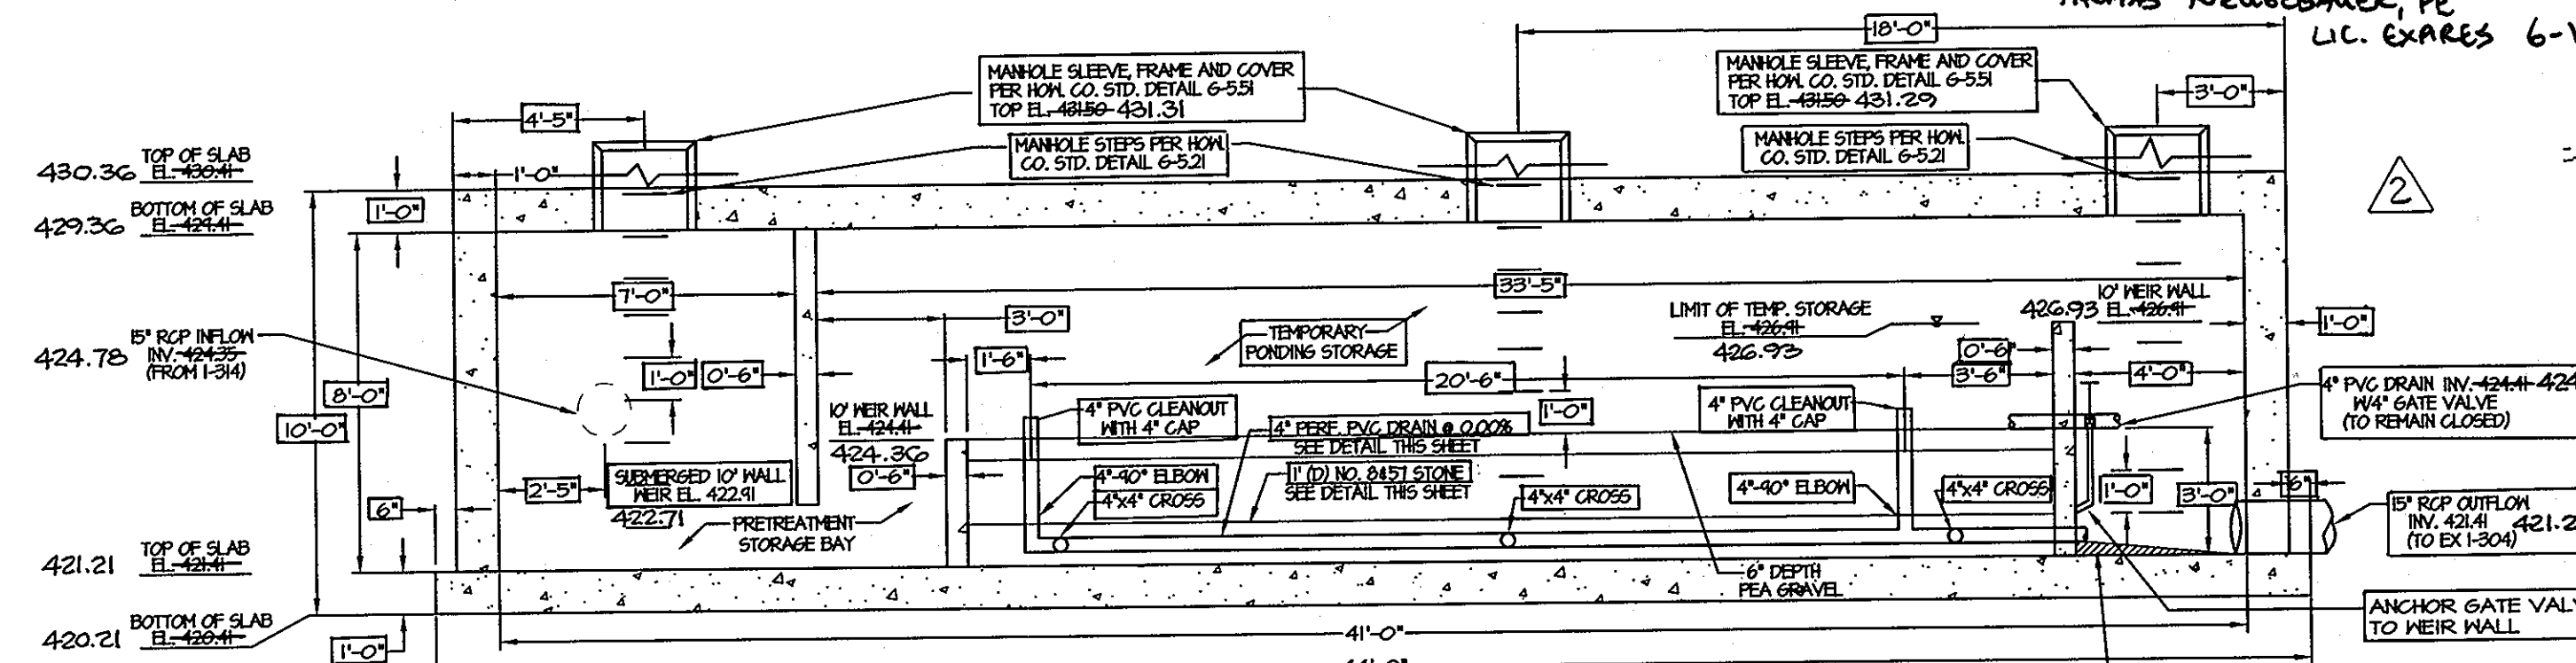 LIC. EXPIRES 6-1
18'-0"
MANHOLE SLEEVE, FRAME AND COVER
PER HOW. CO. STD. DETAIL G-5.51
TOP EL. 431.50 431.31
MANHOLE SLEEVE, FRAME AND COVER
PER HOW. CO. STD. DETAIL G-5.51
TOP EL. 431.50 431.29
3'-0"
4'-5"
MANHOLE STEPS PER HOW.
CO. STD. DETAIL G-5.21
MANHOLE STEPS PER HOW.
CO. STD. DETAIL G-5.21
430.36 TOP OF SLAB
EL. 430.41
1'-0"
2
429.36 BOTTOM OF SLAB
EL. 429.41
1'-0"
7'-0"
33'-5"
LIMIT OF TEMP. STORAGE
EL. 426.91
426.93
426.93 10' WEIR WALL
EL. 426.91
3'-0"
TEMPORARY
PONDING STORAGE
1'-0"
424.78 15" RCP INFLOW
INV. 424.35
(FROM I-314)
1'-6"
0'-6"
1'-0"
0'-6"
20'-6"
3'-6"
4'-0"
8'-0"
10'-0"
10' WEIR WALL
EL. 424.41
424.36
4" PVC CLEANOUT
WITH 4" CAP
1'-0"
4" PVC CLEANOUT
WITH 4" CAP
4" PVC DRAIN INV. 424.41 424
W/4" GATE VALVE
(TO REMAIN CLOSED)
4" PERF. PVC DRAIN @ 0.00%
SEE DETAIL THIS SHEET
2'-5"
SUBMERGED 10' WALL
WEIR EL. 422.91
422.71
0'-6"
4"-90° ELBOW
4"x4" CROSS
1' (D) NO. 8&57 STONE
SEE DETAIL THIS SHEET
4"x4" CROSS
4"-90° ELBOW
4"x4" CROSS
1'-0"
3'-0"
6"
6"
PRETREATMENT
STORAGE BAY
15" RCP OUTFLOW
INV. 421.41 421.2
(TO EX I-304)
421.21 TOP OF SLAB
EL. 421.41
6" DEPTH
PEA GRAVEL
420.21 BOTTOM OF SLAB
EL. 420.41
1'-0"
41'-0"
ANCHOR GATE VALV
TO WEIR WALL